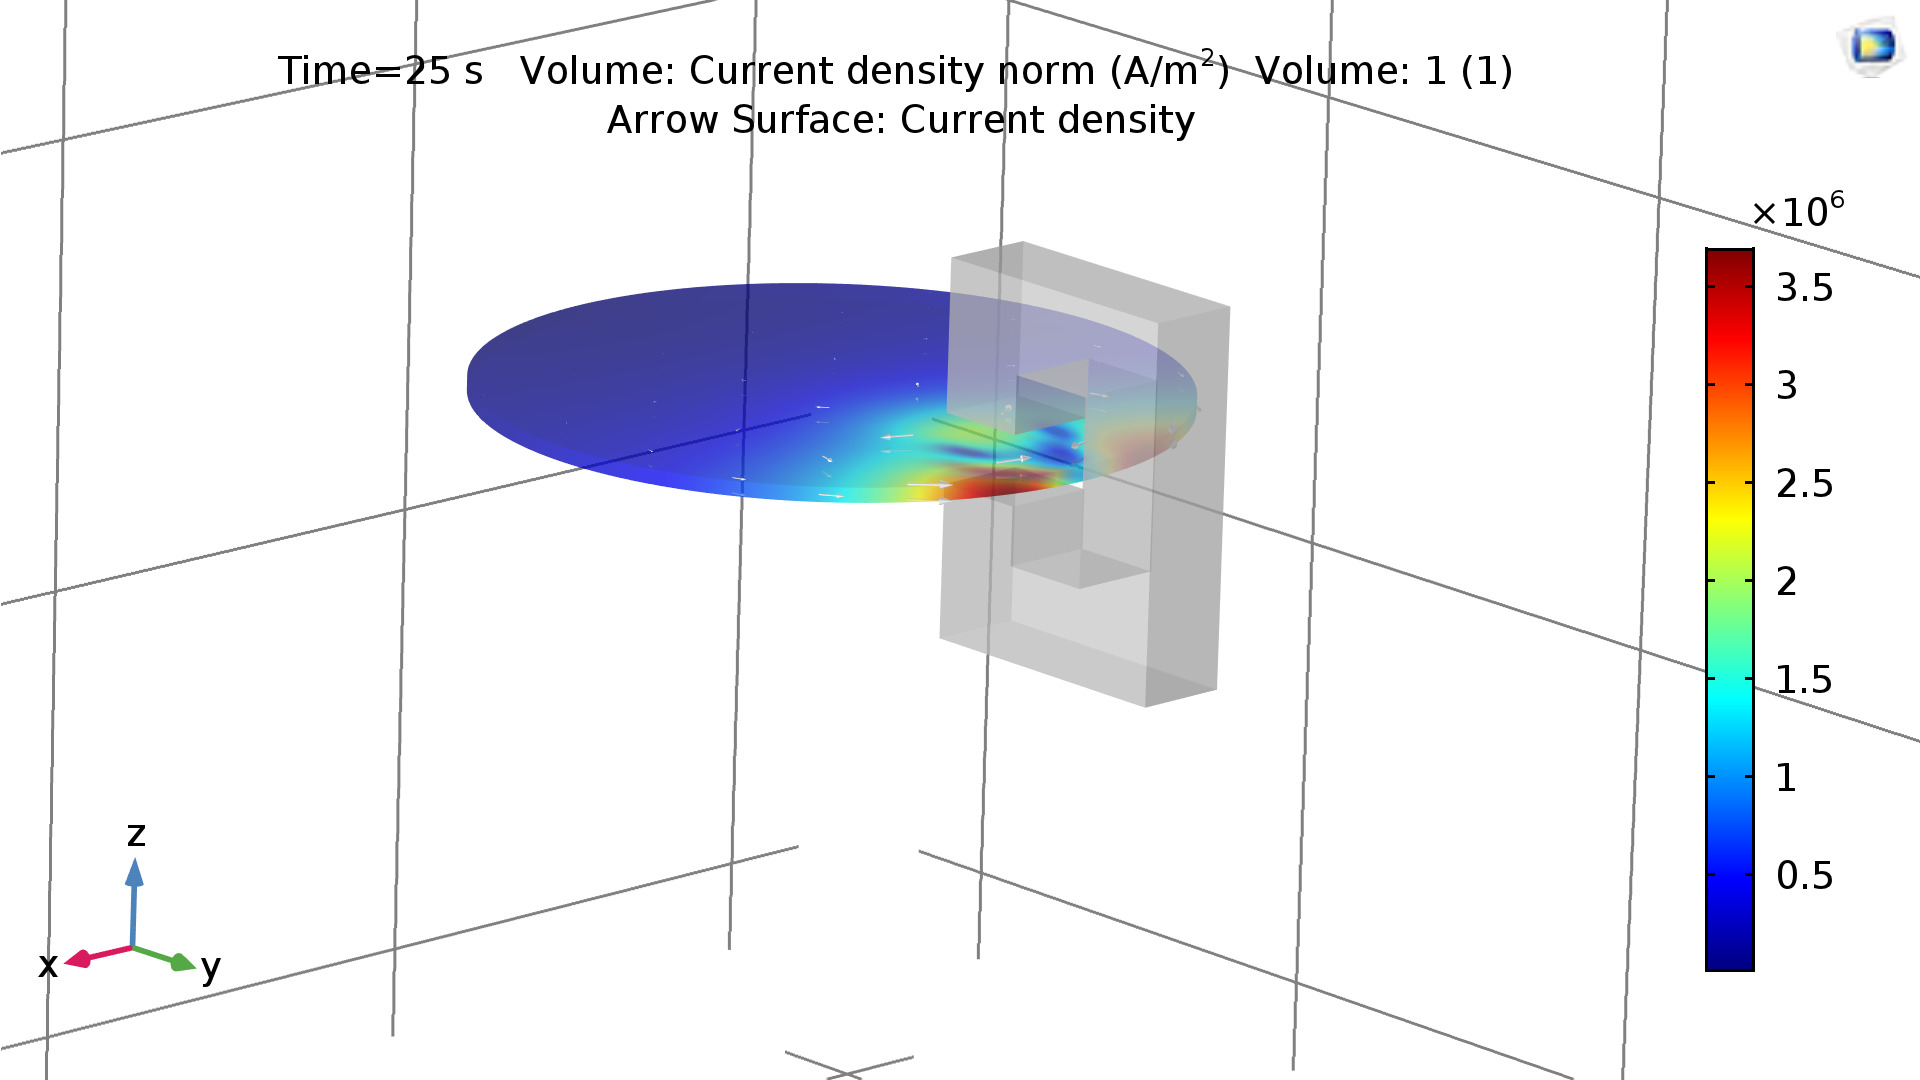 Time=25 s Volume: Current density norm (A/m²) Volume: 1 (1)
Arrow Surface: Current density
×10⁶
3.5
3
2.5
2
1.5
1
0.5
z
x
y